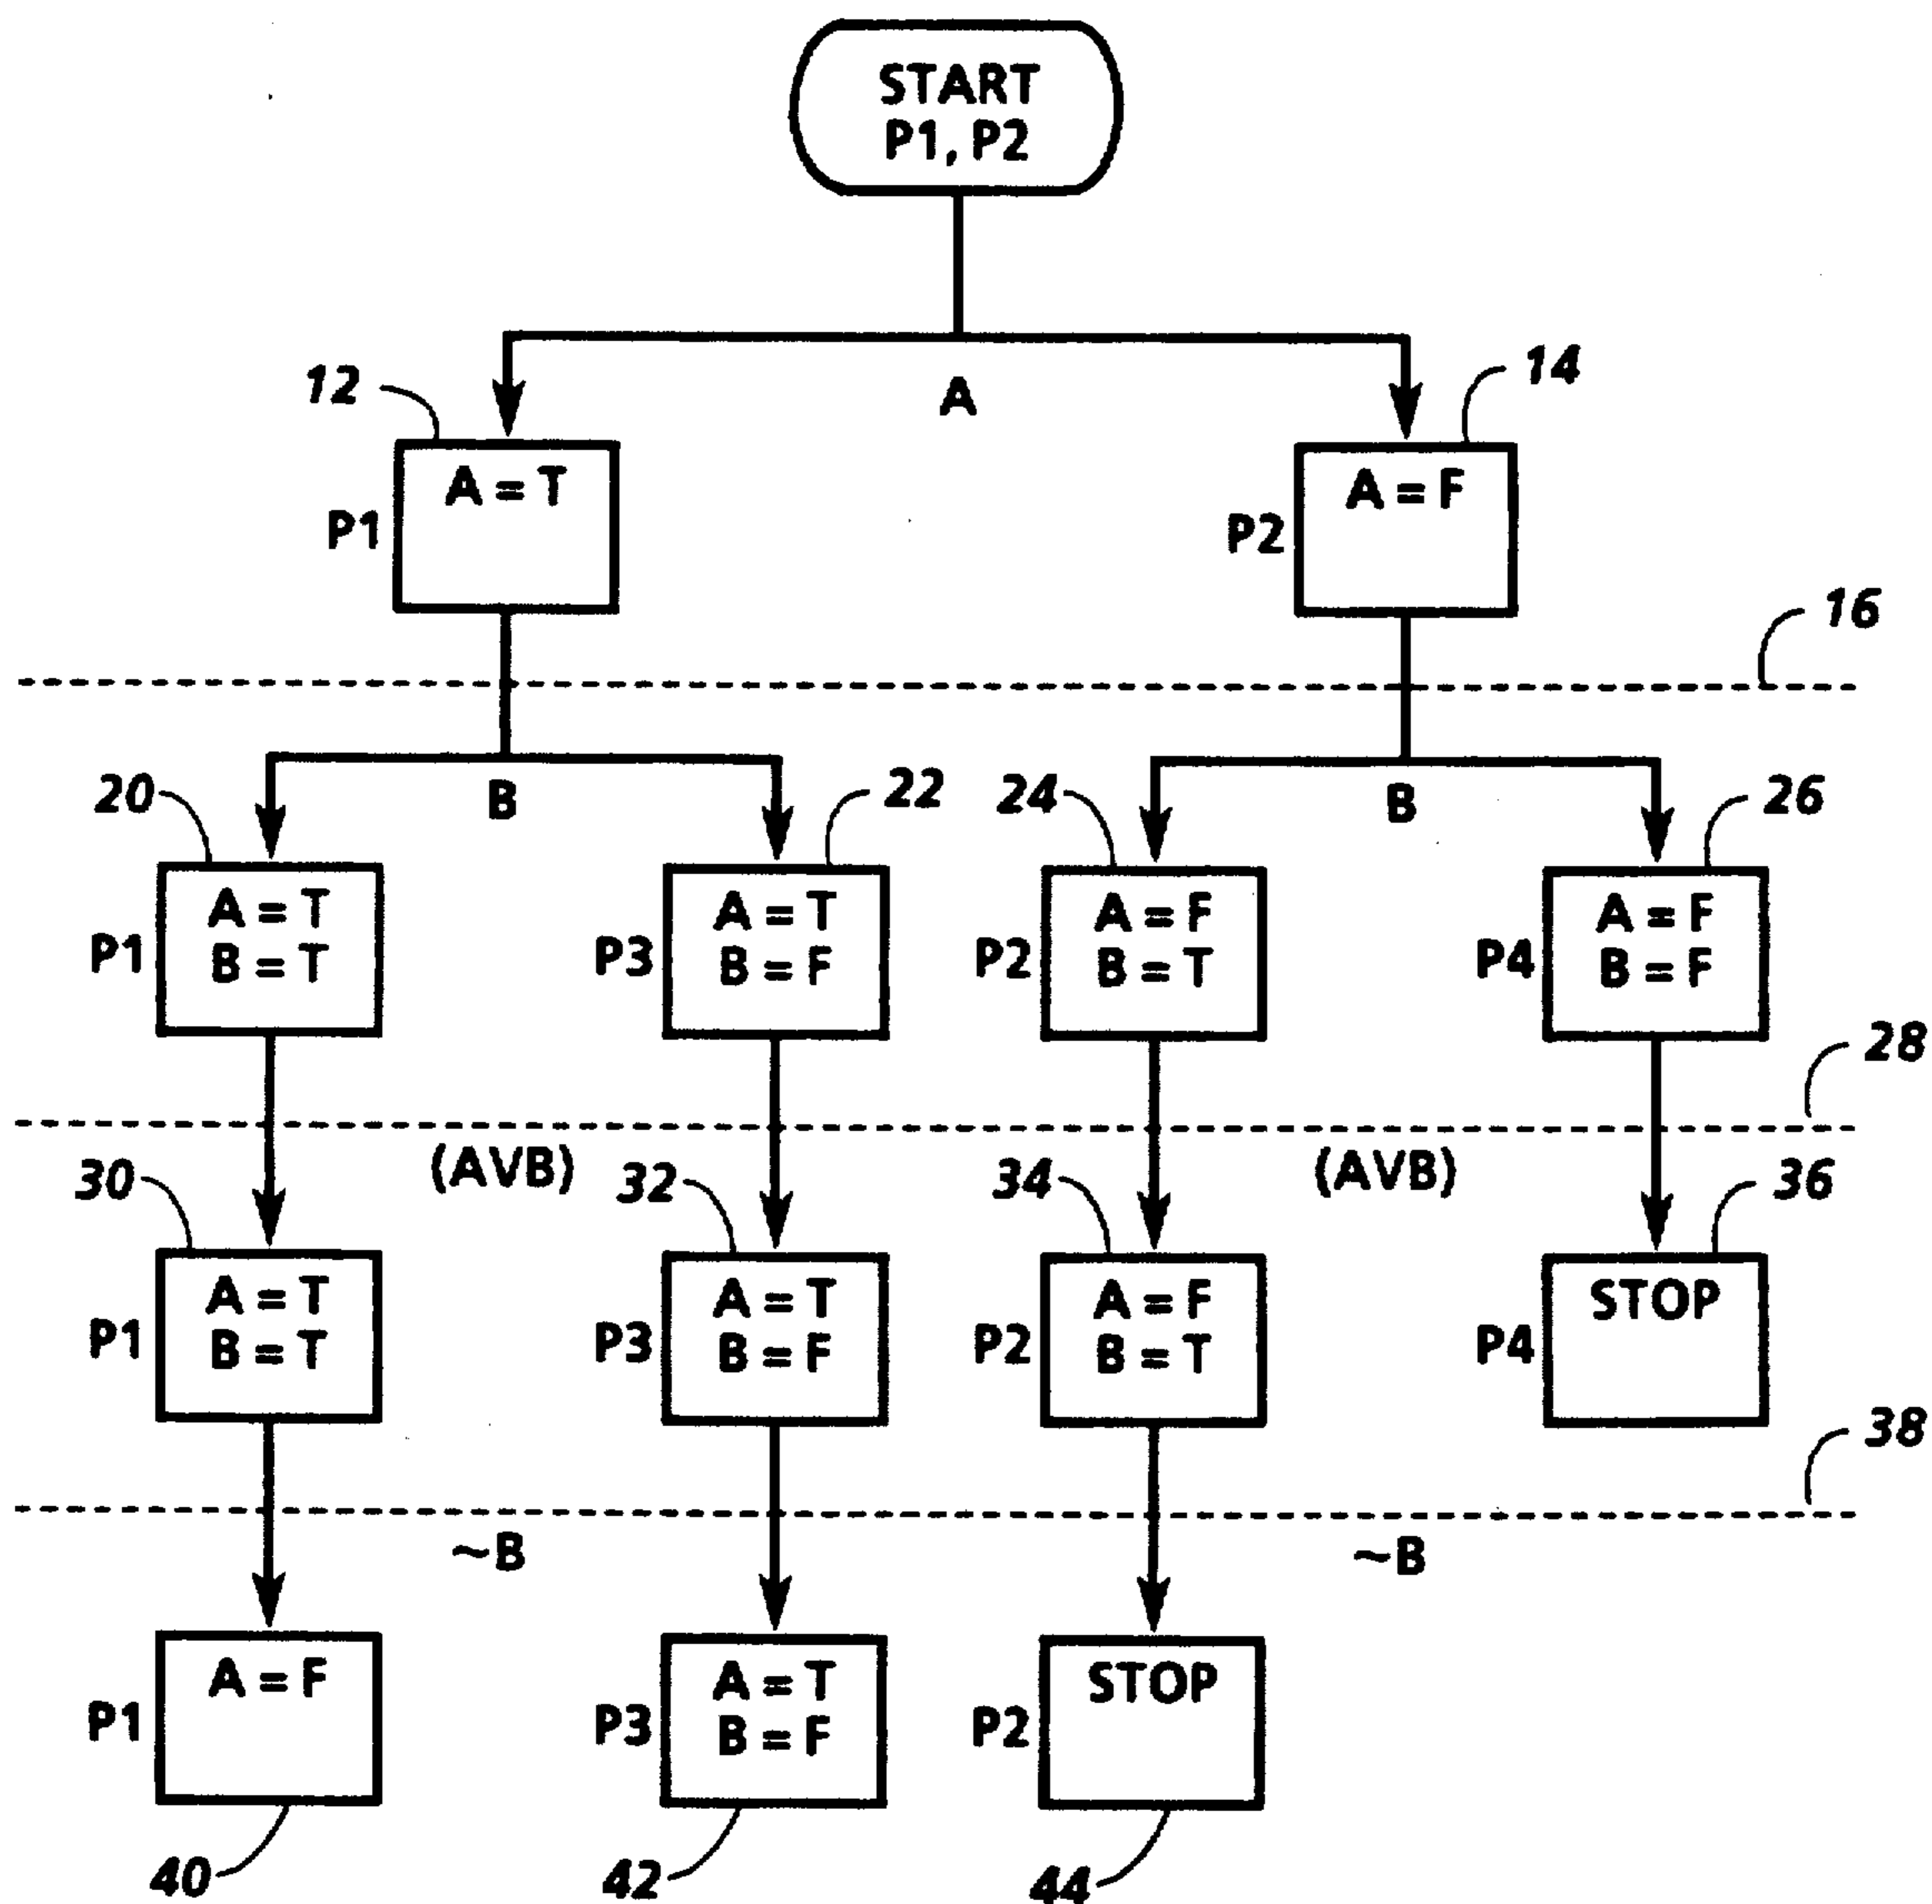 START
P1, P2
12
A
14
A = T
A = F
P1
P2
16
20
B
22
24
B
26
A = T
B = T
A = T
B = F
A = F
B = T
A = F
B = F
P1
P3
P2
P4
28
30
(AVB)
32
34
(AVB)
36
A = T
B = T
A = T
B = F
A = F
B = T
STOP
P1
P3
P2
P4
38
~B
~B
A = F
A = T
B = F
STOP
P1
P3
P2
40
42
44